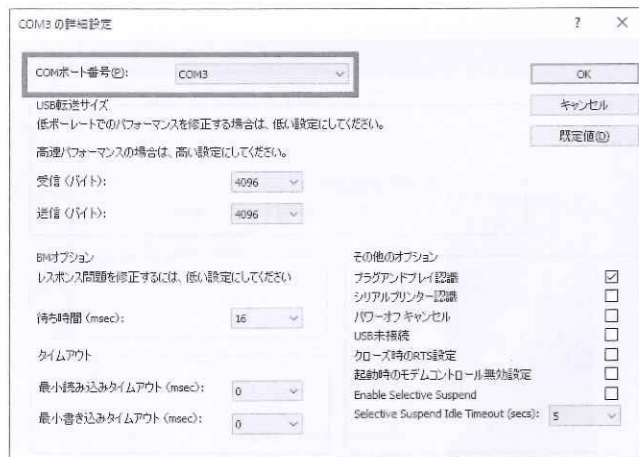 COM3 の詳細設定
? ×
COMポート番号(P): COM3
OK
USB転送サイズ
キャンセル
低ボーレートでのパフォーマンスを修正する場合は、低い設定にしてください。
既定値(D)
高速パフォーマンスの場合は、高い設定にしてください。
受信 (バイト): 4096
送信 (バイト): 4096
BMオプション
レスポンス問題を修正するには、低い設定にしてください
待ち時間 (msec): 16
タイムアウト
最小読み込みタイムアウト (msec): 0
最小書き込みタイムアウト (msec): 0
その他のオプション
プラグアンドプレイ認識
シリアルプリンター認識
パワーオフ キャンセル
USB未接続
クローズ時のRTS設定
起動時のモデムコントロール無効設定
Enable Selective Suspend
Selective Suspend Idle Timeout (secs): 5